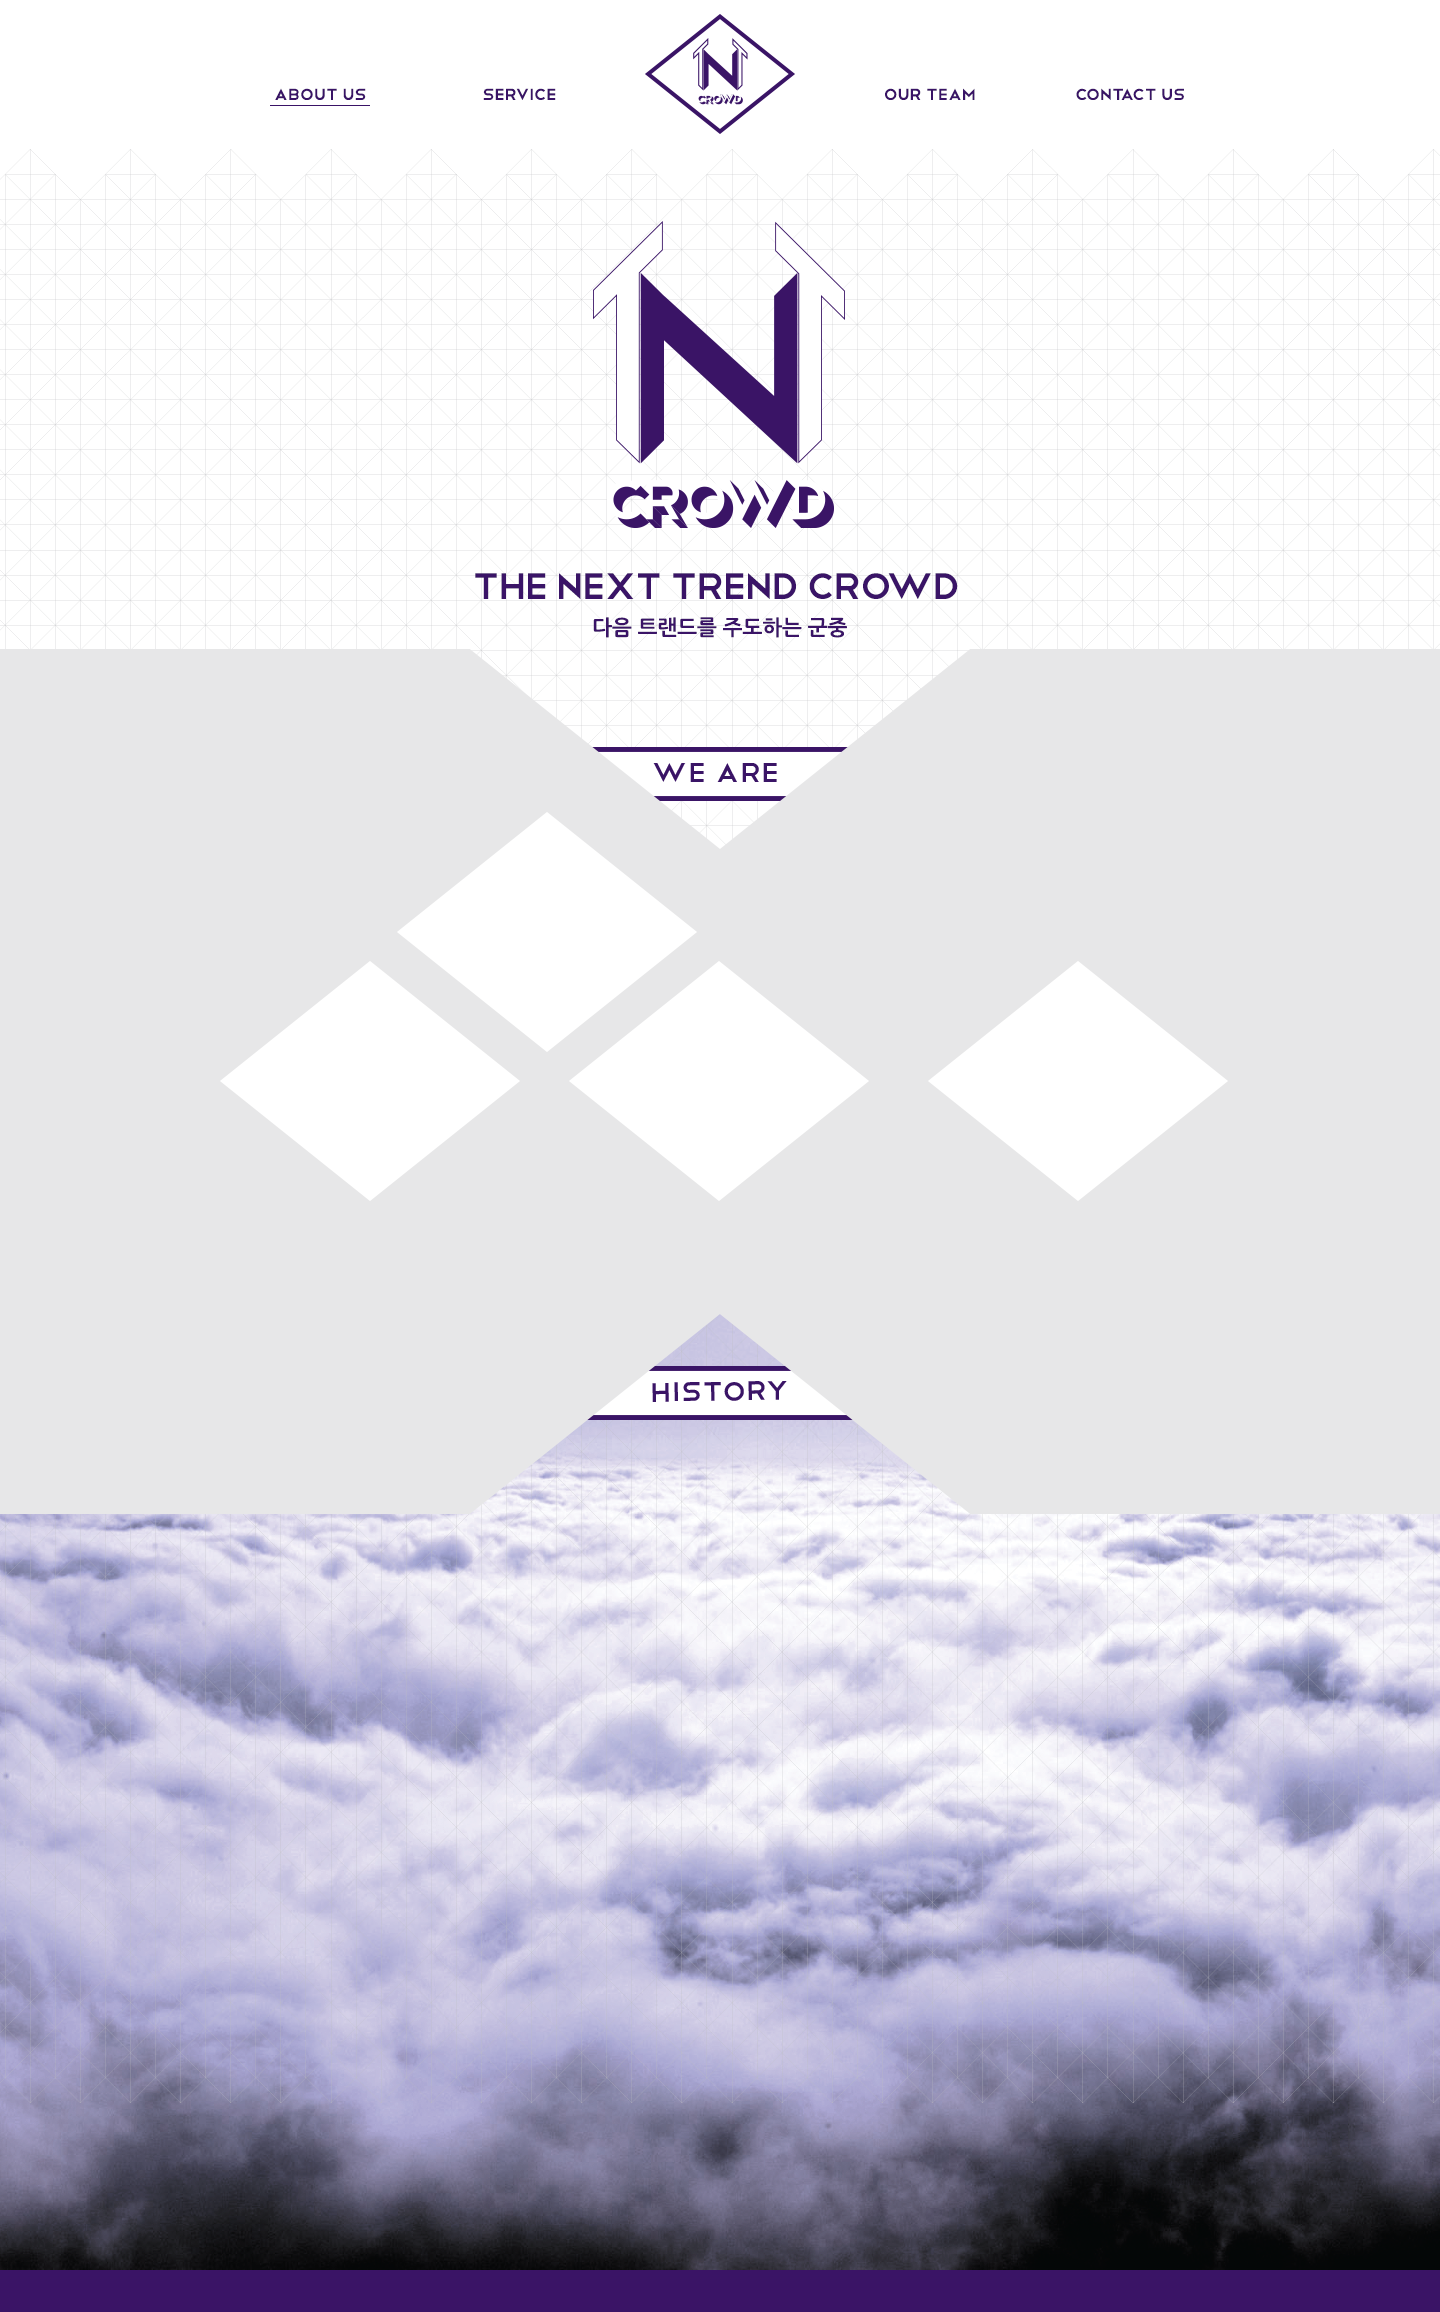 ABOUT US
SERVICE
N
CROWD
OUR TEAM
CONTACT US
TNT
CROWD
THE NEXT TREND CROWD
다음 트랜드를 주도하는 군중
WE ARE
HISTORY